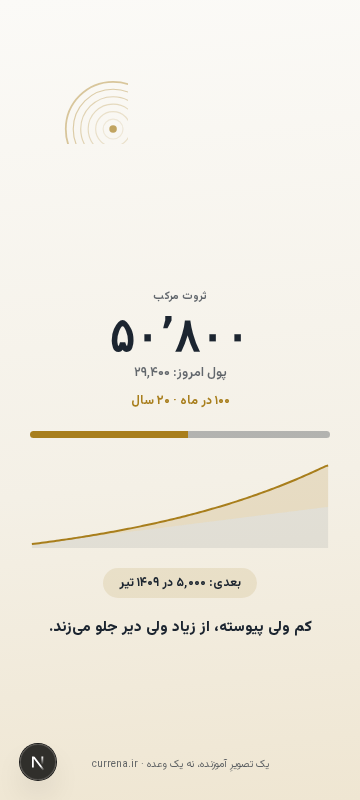 ثروت مرکب
۵۰٬۸۰۰
پول امروز: ۲۹,۴۰۰
۱۰۰ در ماه · ۲۰ سال
بعدی: ۵,۰۰۰ در ۱۴۰۹ تیر
کم ولی پیوسته، از زیاد ولی دیر جلو می‌زند.
یک تصویرِ آموزنده، نه یک وعده · currena.ir
N